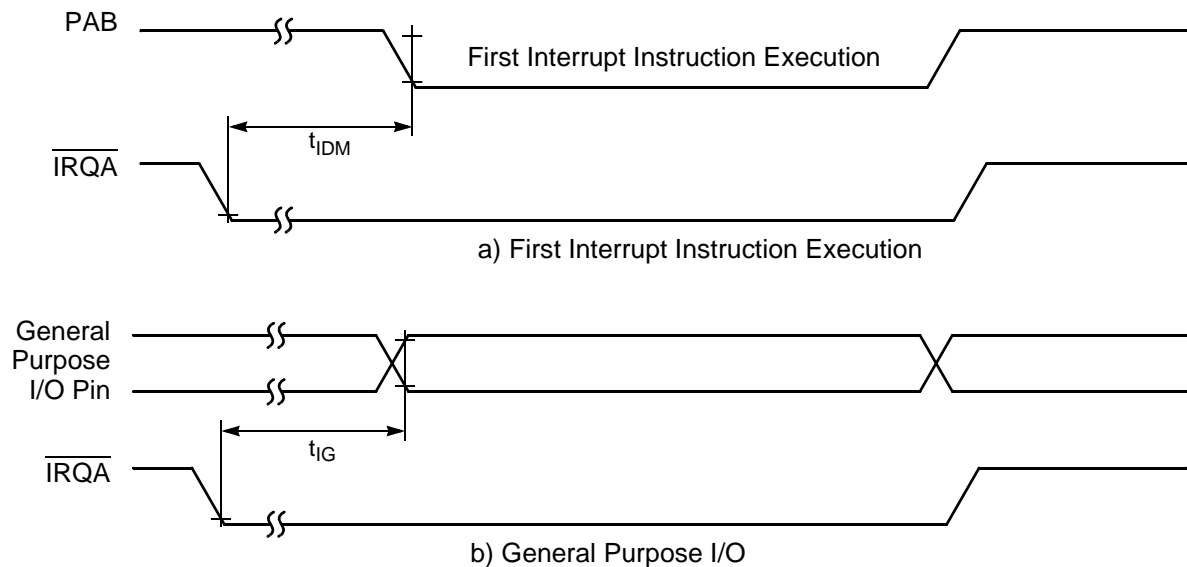 PAB
First Interrupt Instruction Execution
tIDM
IRQA
a) First Interrupt Instruction Execution
General
Purpose
I/O Pin
tIG
IRQA
b) General Purpose I/O